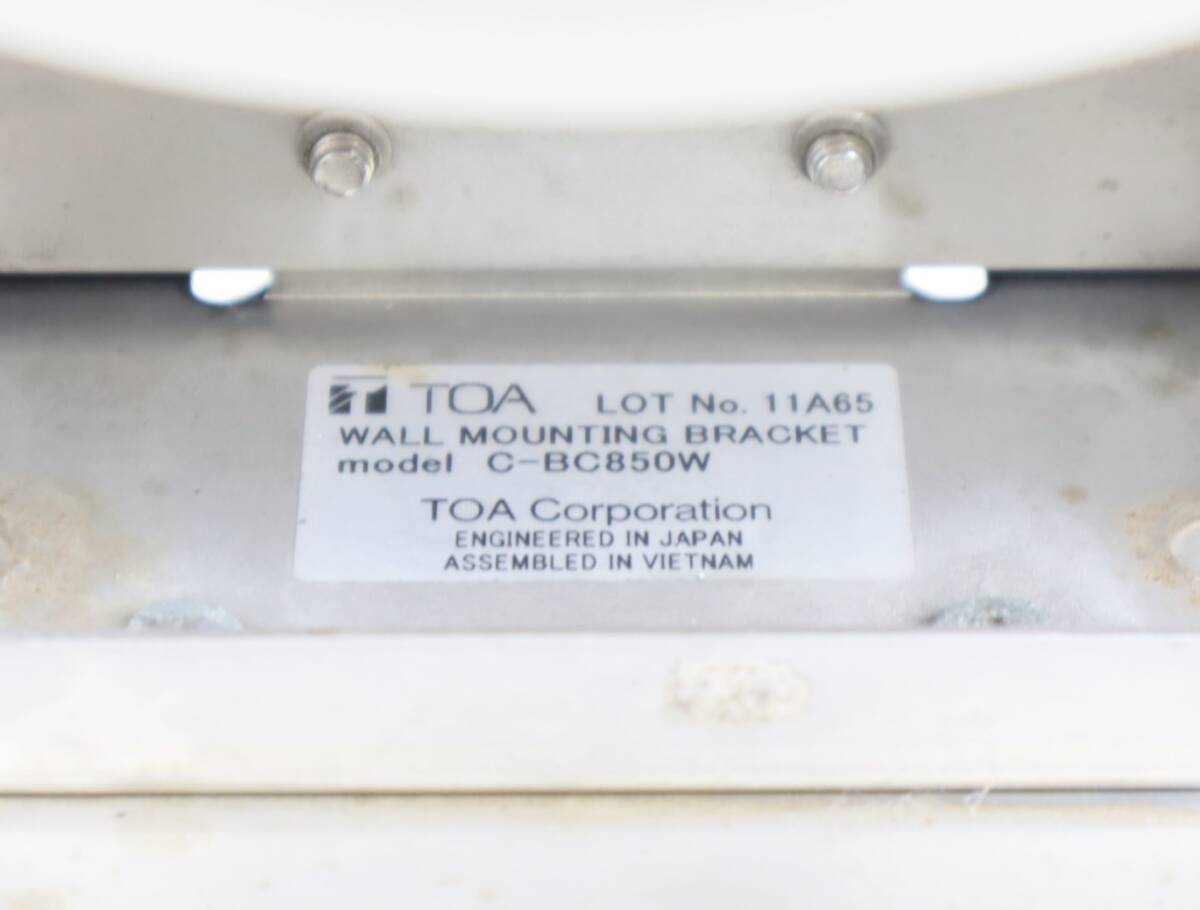 TOA LOT No. 11A65
WALL MOUNTING BRACKET
model C-BC850W
TOA Corporation
ENGINEERED IN JAPAN
ASSEMBLED IN VIETNAM